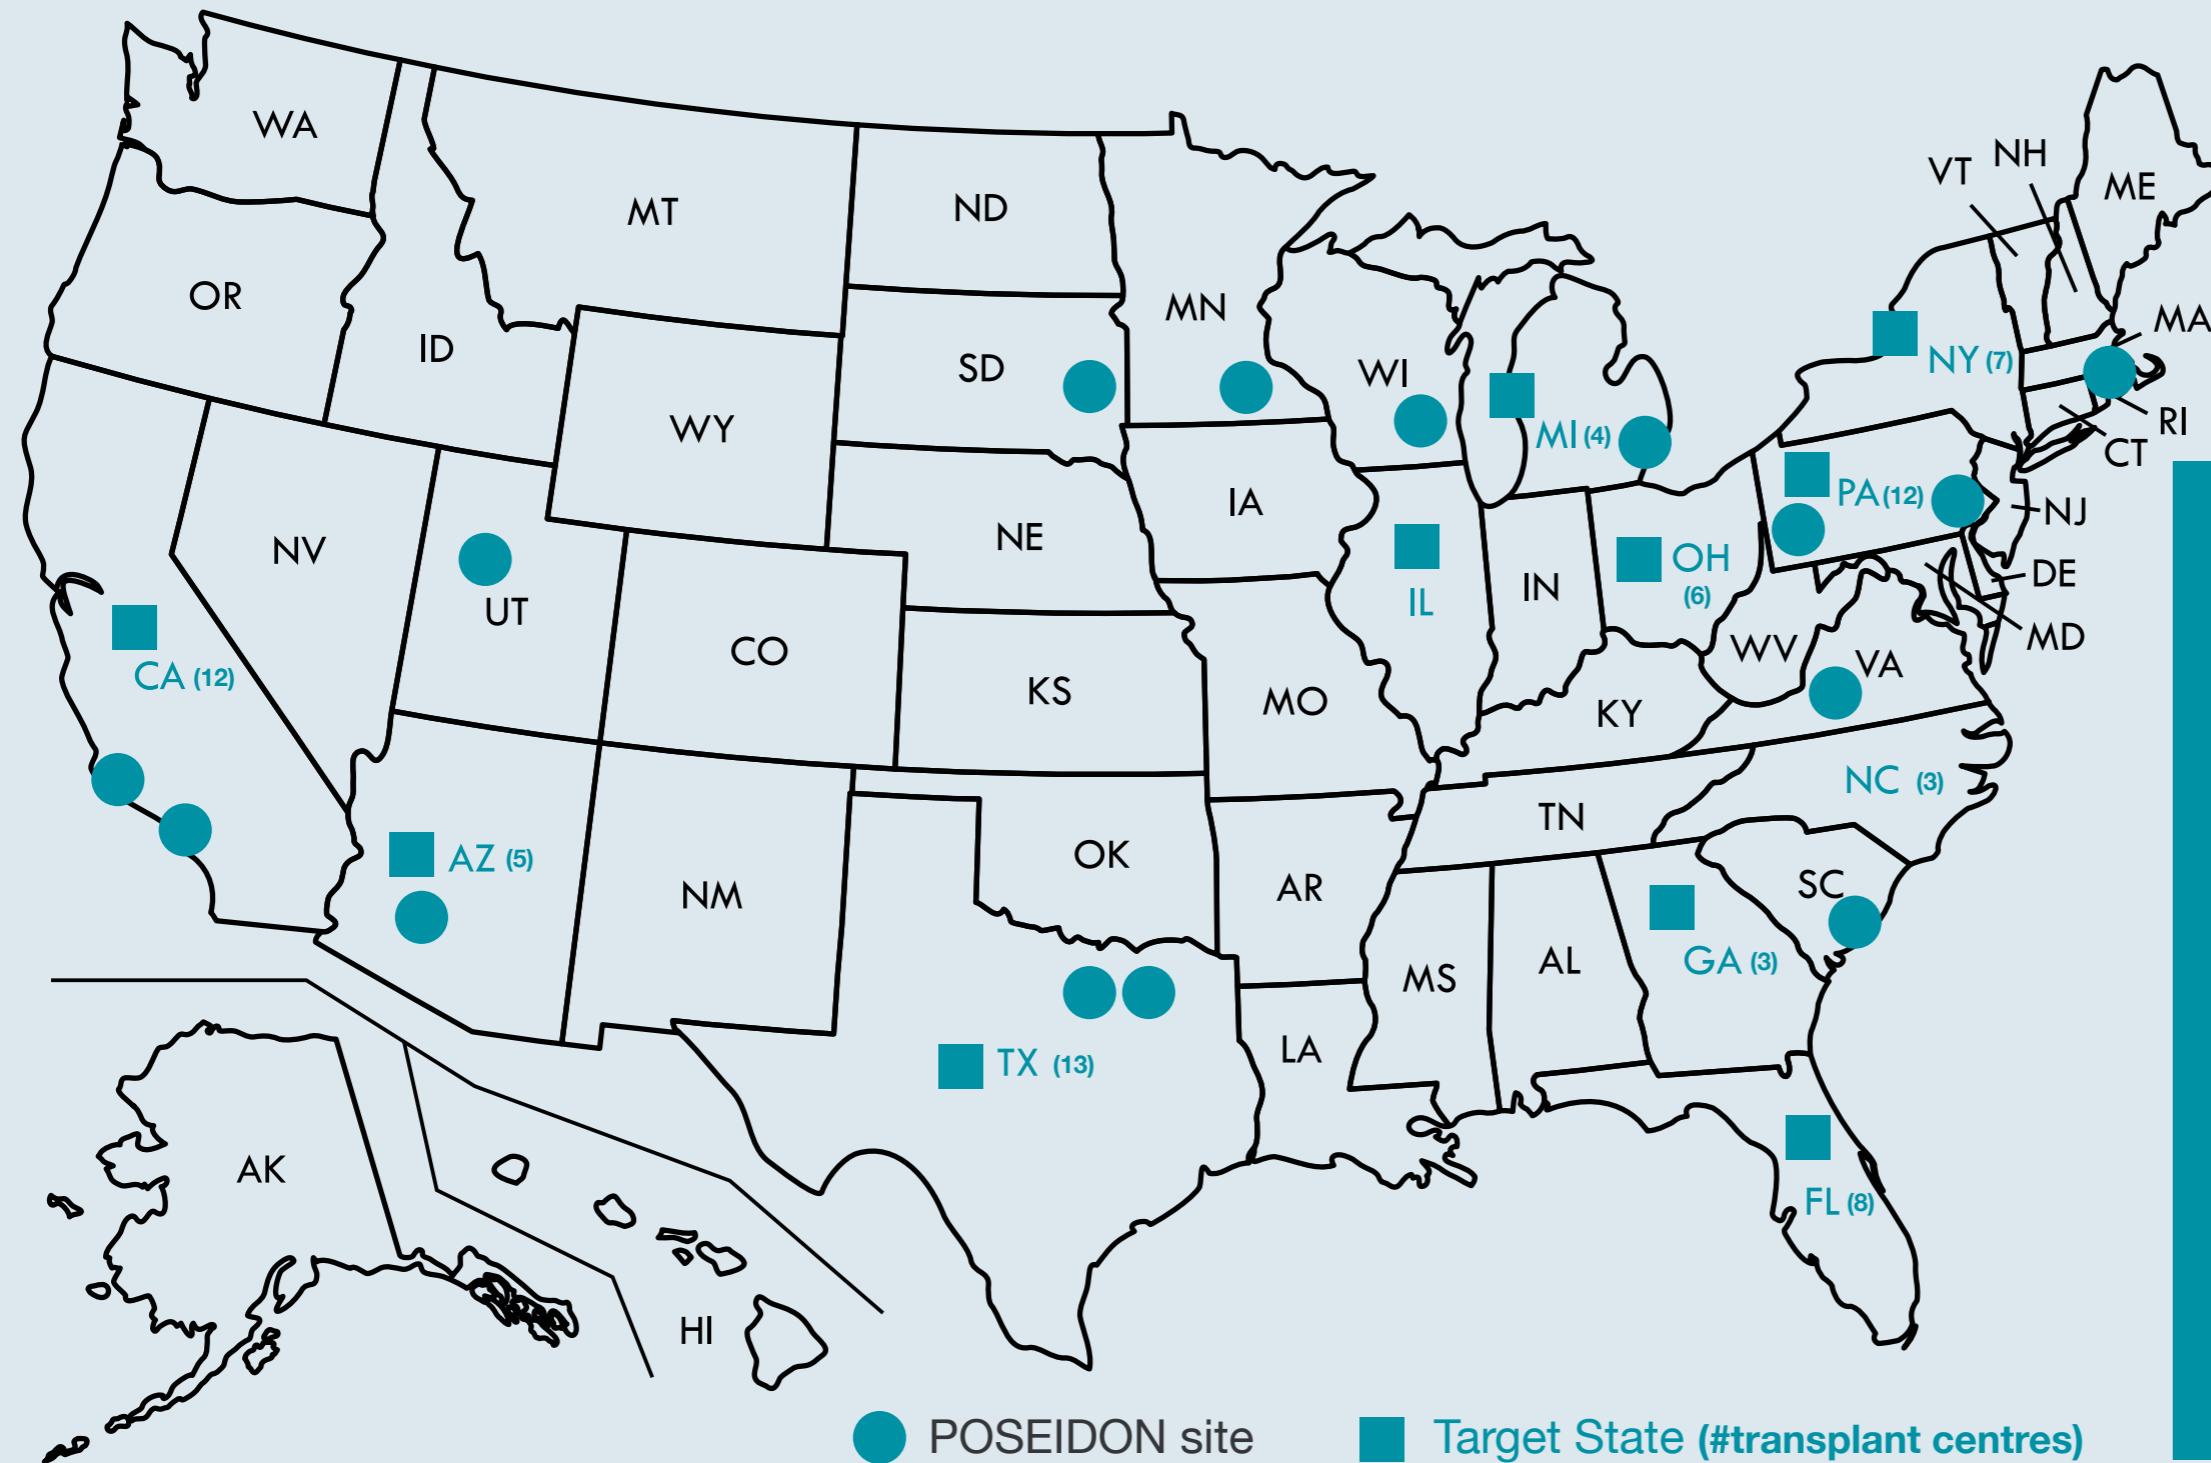 WA
MT
ND
MN
VT
NH
ME
OR
ID
SD
WI
MI (4)
NY (7)
MA
RI
CT
WY
IA
PA (12)
NJ
NV
UT
NE
IL
IN
OH
(6)
DE
MD
CA (12)
CO
KS
MO
KY
WV
VA
AZ (5)
NM
OK
AR
TN
NC (3)
SC
MS
AL
GA (3)
TX (13)
LA
FL (8)
AK
HI
POSEIDON site
Target State (#transplant centres)